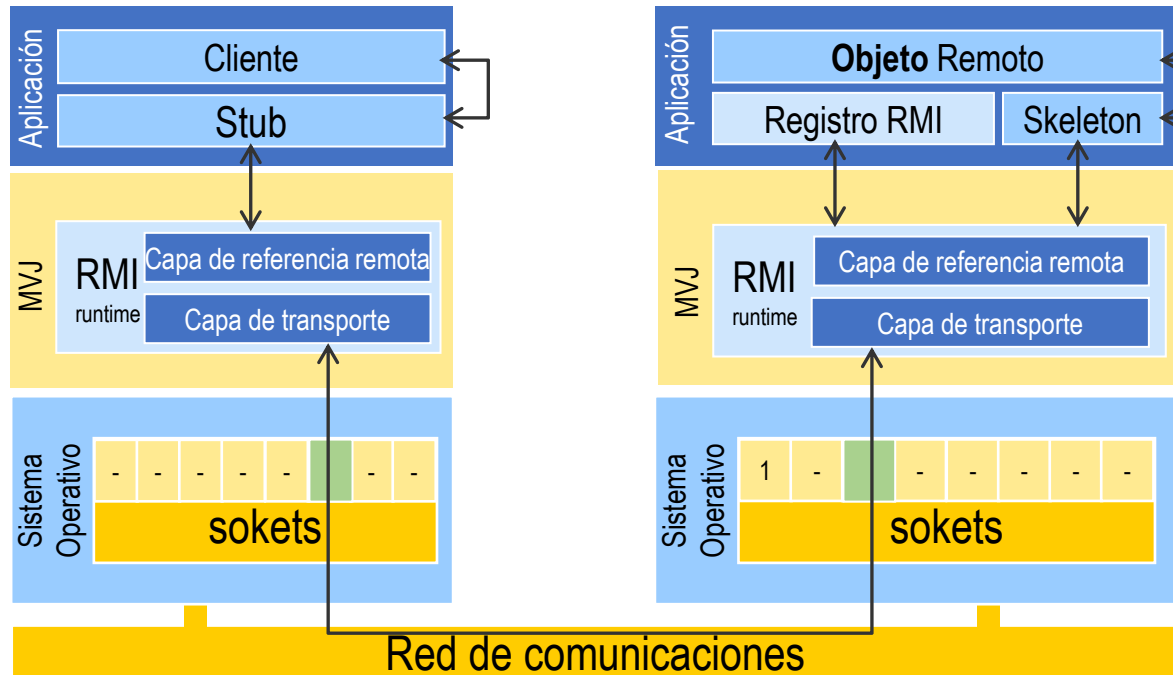 Aplicación
Cliente
Stub
MVJ
RMI
runtime
Capa de referencia remota
Capa de transporte
Sistema
Operativo
- - - - - - -
sokets
Aplicación
Objeto Remoto
Registro RMI
Skeleton
MVJ
RMI
runtime
Capa de referencia remota
Capa de transporte
Sistema
Operativo
1 - - - - - -
sokets
Red de comunicaciones